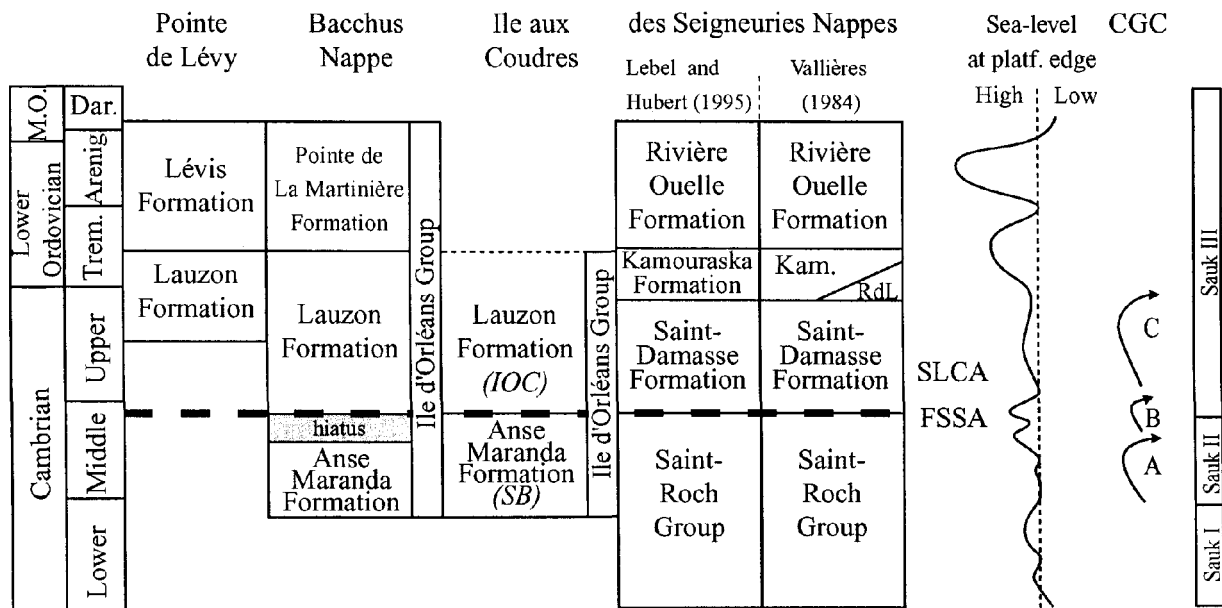 Pointe
de Lévy
Bacchus
Nappe
Ile aux
Coudres
des Seigneuries Nappes
Lebel and
Hubert (1995)
Vallières
(1984)
Sea-level
at platf. edge
High
Low
CGC
M.O.
Lower
Ordovician
Cambrian
Dar.
Arenig
Trem.
Upper
Middle
Lower
Lévis
Formation
Lauzon
Formation
Pointe de
La Martinière
Formation
Lauzon
Formation
hiatus
Anse
Maranda
Formation
Ile d'Orléans Group
Lauzon
Formation
(IOC)
Anse
Maranda
Formation
(SB)
Ile d'Orléans Group
Rivière
Ouelle
Formation
Kamouraska
Formation
Saint-
Damasse
Formation
Saint-
Roch
Group
Rivière
Ouelle
Formation
Kam.
RdL
Saint-
Damasse
Formation
Saint-
Roch
Group
SLCA
FSSA
C
B
A
Sauk III
Sauk II
Sauk I